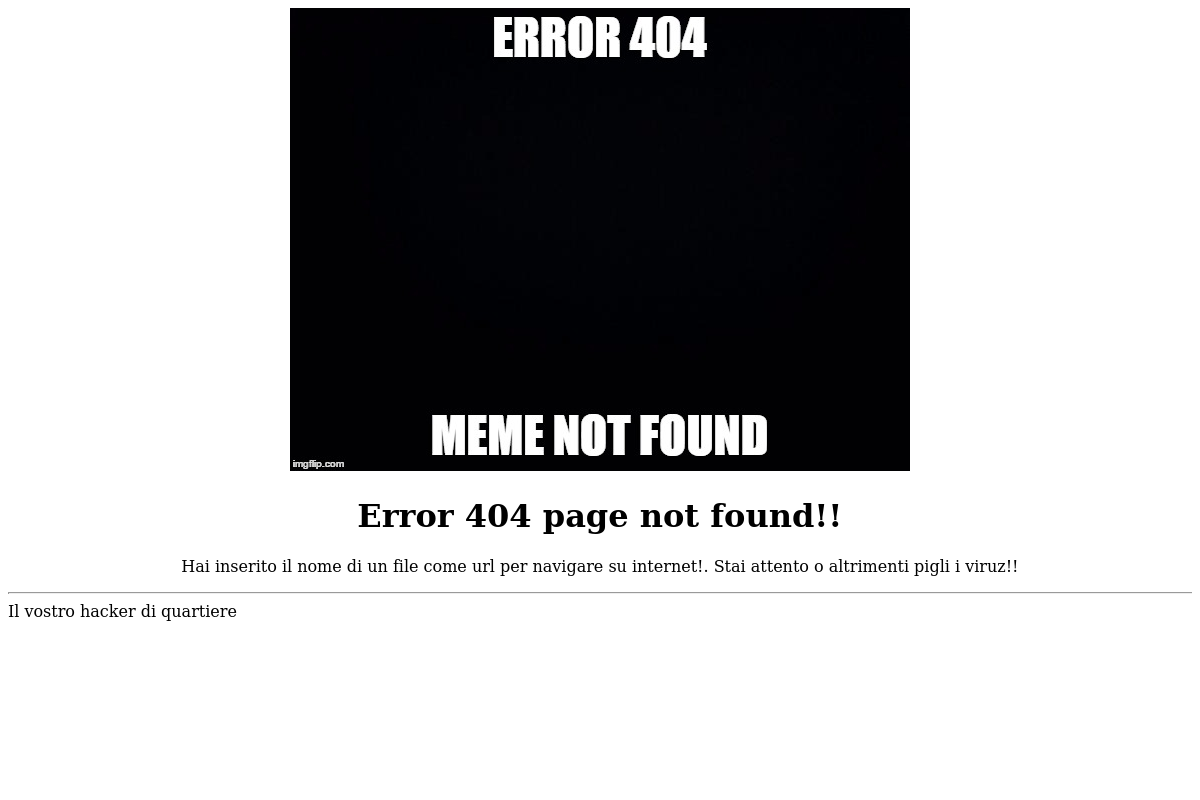 ERROR 404
MEME NOT FOUND
imgflip.com
Error 404 page not found!!
Hai inserito il nome di un file come url per navigare su internet!. Stai attento o altrimenti pigli i viruz!!
Il vostro hacker di quartiere